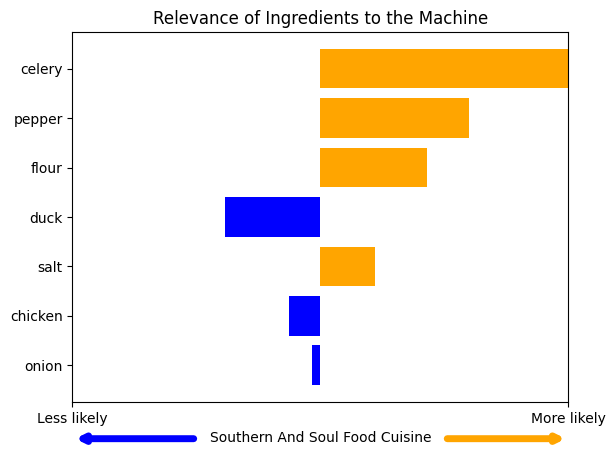 Relevance of Ingredients to the Machine
celery
pepper
flour
duck
salt
chicken
onion
Less likely
More likely
Southern And Soul Food Cuisine